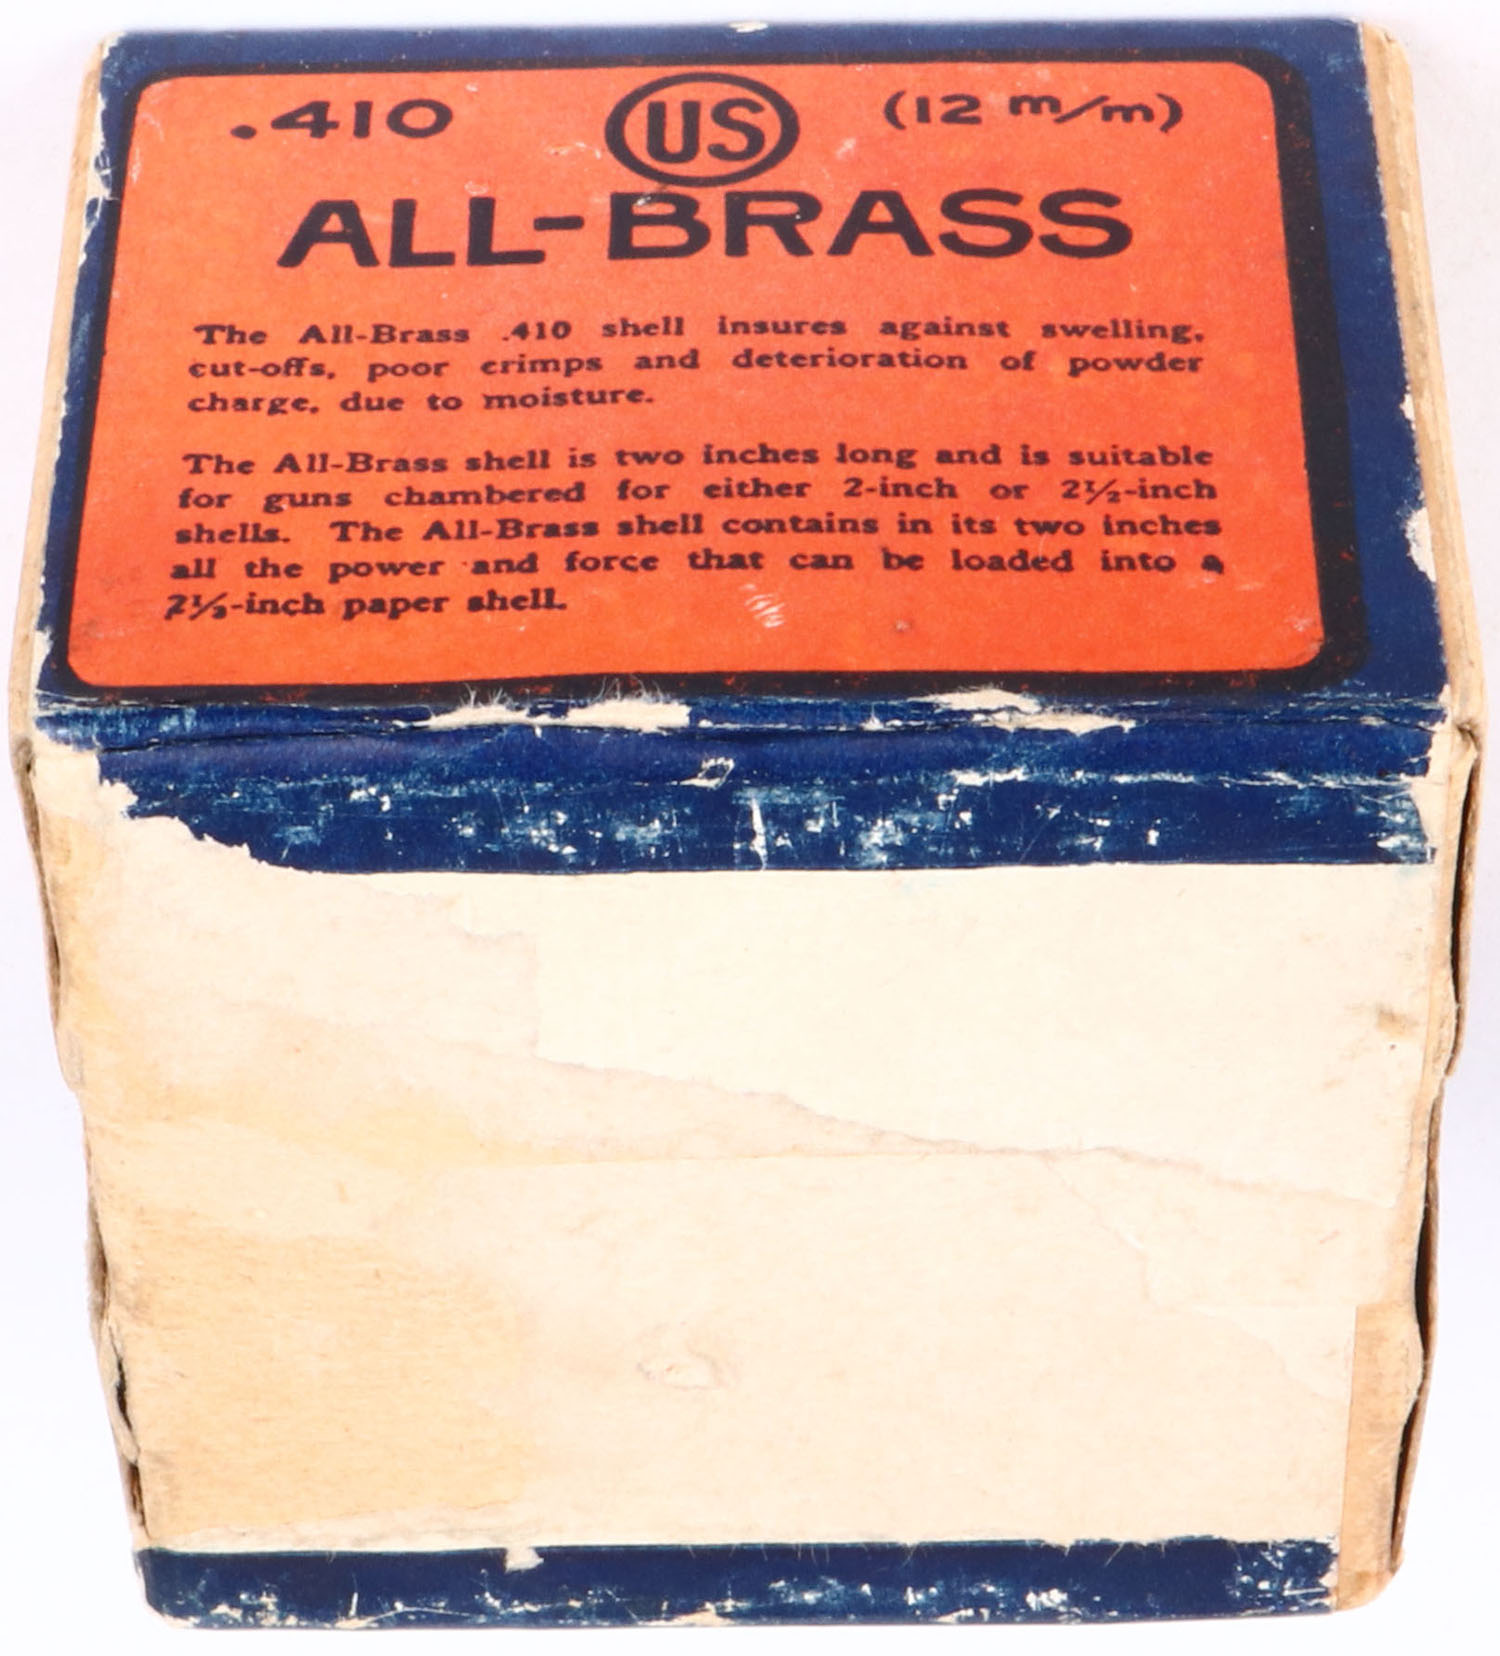 .410 US (12 m/m)
ALL-BRASS
The All-Brass .410 shell insures against swelling,
cut-offs, poor crimps and deterioration of powder
charge, due to moisture.
The All-Brass shell is two inches long and is suitable
for guns chambered for either 2-inch or 2½-inch
shells. The All-Brass shell contains in its two inches
all the power and force that can be loaded into a
2½-inch paper shell.